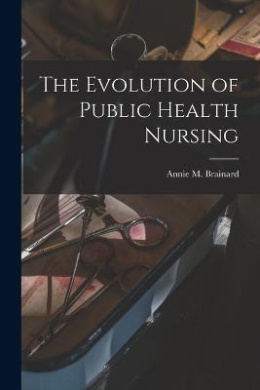 The Evolution of
Public Health
Nursing
Annie M. Brainard